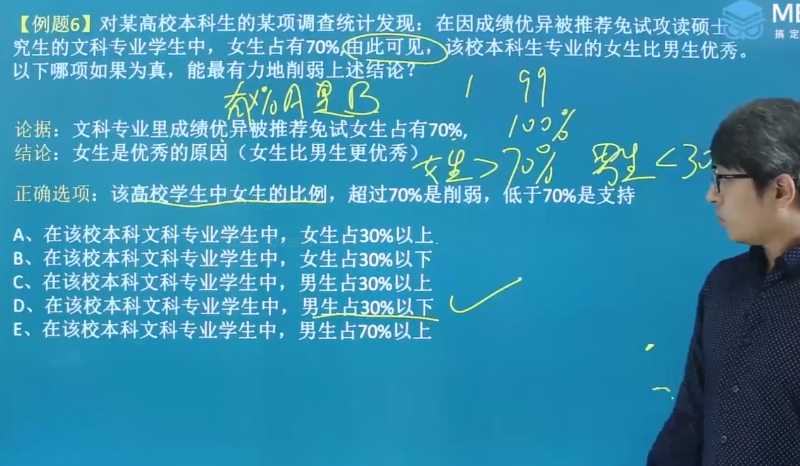 【例题6】对某高校本科生的某项调查统计发现：在因成绩优异被推荐免试攻读硕士
究生的文科专业学生中，女生占有70%,由此可见，该校本科生专业的女生比男生优秀。
以下哪项如果为真，能最有力地削弱上述结论？
A 是 B
1 99
100%
论据：文科专业里成绩优异被推荐免试女生占有70%,
结论：女生是优秀的原因（女生比男生更优秀）
女生>70% 男生<30
正确选项：该高校学生中女生的比例，超过70%是削弱，低于70%是支持
A、在该校本科文科专业学生中，女生占30%以上.
B、在该校本科文科专业学生中，女生占30%以下
C、在该校本科文科专业学生中，男生占30%以上
D、在该校本科文科专业学生中，男生占30%以下
E、在该校本科文科专业学生中，男生占70%以上
ME
搞定